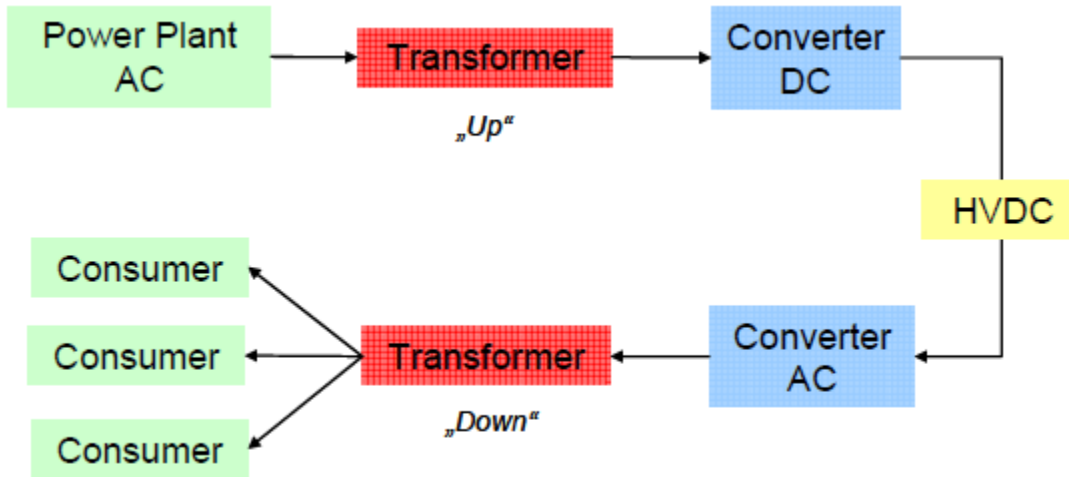 Power Plant
AC
Transformer
„Up“
Converter
DC
HVDC
Consumer
Consumer
Consumer
Transformer
„Down“
Converter
AC